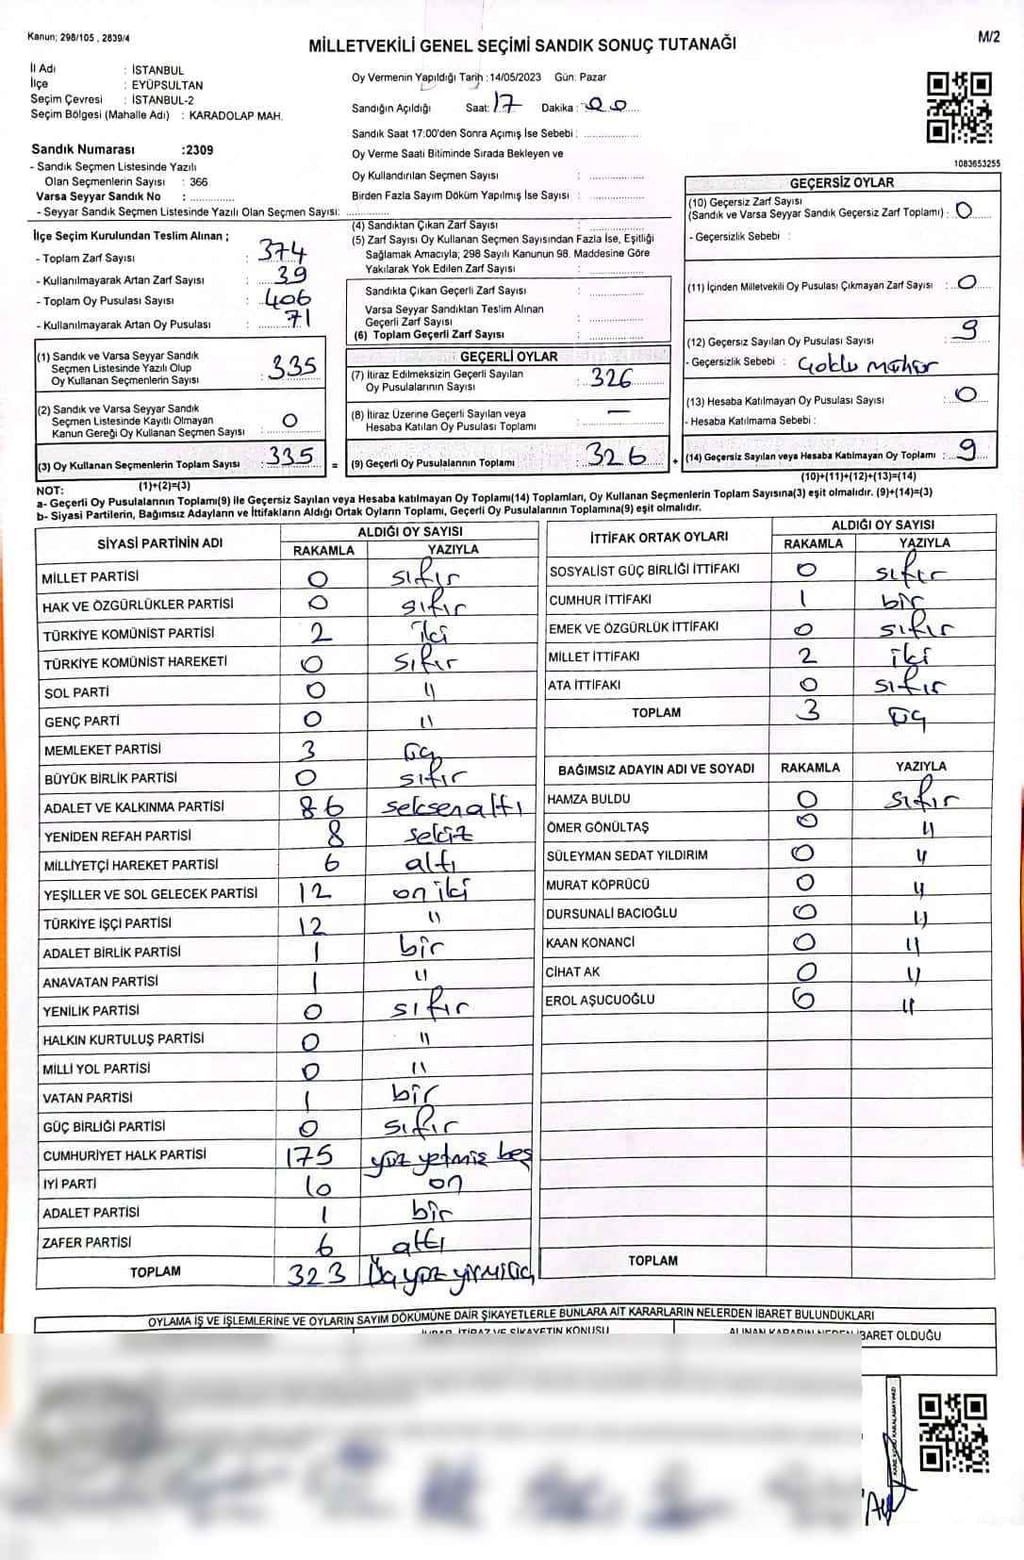 Kanun; 298/105 , 2839/4
MİLLETVEKİLİ GENEL SEÇİMİ SANDIK SONUÇ TUTANAĞI
M/2
İl Adı : İSTANBUL
İlçe : EYÜPSULTAN
Seçim Çevresi : İSTANBUL-2
Seçim Bölgesi (Mahalle Adı) : KARADOLAP MAH.
Sandık Numarası :2309
- Sandık Seçmen Listesinde Yazılı
Olan Seçmenlerin Sayısı : 366
Varsa Seyyar Sandık No :
- Seyyar Sandık Seçmen Listesinde Yazılı Olan Seçmen Sayısı:
Oy Vermenin Yapıldığı Tarih :14/05/2023 Gün: Pazar
Sandığın Açıldığı Saat: 17 Dakika : 00
Sandık Saat 17:00'den Sonra Açımış İse Sebebi :
Oy Verme Saati Bitiminde Sırada Bekleyen ve
Oy Kullandırılan Seçmen Sayısı :
Birden Fazla Sayım Döküm Yapılmış İse Sayısı :
1083653255
İlçe Seçim Kurulundan Teslim Alınan ;
- Toplam Zarf Sayısı : 374
- Kullanılmayarak Artan Zarf Sayısı : 39
- Toplam Oy Pusulası Sayısı : 406
- Kullanılmayarak Artan Oy Pusulası : 71
(1) Sandık ve Varsa Seyyar Sandık
Seçmen Listesinde Yazılı Olup
Oy Kullanan Seçmenlerin Sayısı : 335
(2) Sandık ve Varsa Seyyar Sandık
Seçmen Listesinde Kayıtlı Olmayan
Kanun Gereği Oy Kullanan Seçmen Sayısı : 0
(3) Oy Kullanan Seçmenlerin Toplam Sayısı : 335 =
(1)+(2)=(3)
(4) Sandıktan Çıkan Zarf Sayısı :
(5) Zarf Sayısı Oy Kullanan Seçmen Sayısından Fazla İse, Eşitliği
Sağlamak Amacıyla; 298 Sayılı Kanunun 98. Maddesine Göre
Yakılarak Yok Edilen Zarf Sayısı :
Sandıkta Çıkan Geçerli Zarf Sayısı :
Varsa Seyyar Sandıktan Teslim Alınan
Geçerli Zarf Sayısı :
(6) Toplam Geçerli Zarf Sayısı :
GEÇERLİ OYLAR
(7) İtiraz Edilmeksizin Geçerli Sayılan
Oy Pusulalarının Sayısı : 326
(8) İtiraz Üzerine Geçerli Sayılan veya
Hesaba Katılan Oy Pusulası Toplamı : —
(9) Geçerli Oy Pusulalarının Toplamı : 326 +
GEÇERSİZ OYLAR
(10) Geçersiz Zarf Sayısı
(Sandık ve Varsa Seyyar Sandık Geçersiz Zarf Toplamı) : 0
- Geçersizlik Sebebi :
(11) İçinden Milletvekili Oy Pusulası Çıkmayan Zarf Sayısı : 0
(12) Geçersiz Sayılan Oy Pusulası Sayısı : 9
- Geçersizlik Sebebi : Çoklu mühür
(13) Hesaba Katılmayan Oy Pusulası Sayısı : 0
- Hesaba Katılmama Sebebi :
(14) Geçersiz Sayılan veya Hesaba Katılmayan Oy Toplamı : 9
(10)+(11)+(12)+(13)=(14)
NOT:
a- Geçerli Oy Pusulalarının Toplamı(9) ile Geçersiz Sayılan veya Hesaba katılmayan Oy Toplamı(14) Toplamları, Oy Kullanan Seçmenlerin Toplam Sayısına(3) eşit olmalıdır. (9)+(14)=(3)
b- Siyasi Partilerin, Bağımsız Adayların ve İttifakların Aldığı Ortak Oyların Toplamı, Geçerli Oy Pusulalarının Toplamına(9) eşit olmalıdır.
SİYASİ PARTİNİN ADI ALDIĞI OY SAYISI
RAKAMLA YAZIYLA
MİLLET PARTİSİ 0 sıfır
HAK VE ÖZGÜRLÜKLER PARTİSİ 0 sıfır
TÜRKİYE KOMÜNİST PARTİSİ 2 iki
TÜRKİYE KOMÜNİST HAREKETİ 0 sıfır
SOL PARTİ 0 "
GENÇ PARTİ 0 "
MEMLEKET PARTİSİ 3 üç
BÜYÜK BİRLİK PARTİSİ 0 sıfır
ADALET VE KALKINMA PARTİSİ 86 seksenaltı
YENİDEN REFAH PARTİSİ 8 sekiz
MİLLİYETÇİ HAREKET PARTİSİ 6 altı
YEŞİLLER VE SOL GELECEK PARTİSİ 12 on iki
TÜRKİYE İŞÇİ PARTİSİ 12 "
ADALET BİRLİK PARTİSİ 1 bir
ANAVATAN PARTİSİ 1 "
YENİLİK PARTİSİ 0 sıfır
HALKIN KURTULUŞ PARTİSİ 0 "
MİLLİ YOL PARTİSİ 0 "
VATAN PARTİSİ 1 bir
GÜÇ BİRLİĞİ PARTİSİ 0 sıfır
CUMHURİYET HALK PARTİSİ 175 yüz yetmiş beş
İYİ PARTİ 10 on
ADALET PARTİSİ 1 bir
ZAFER PARTİSİ 6 altı
TOPLAM 323 Üç yüz yirmi üç
İTTİFAK ORTAK OYLARI ALDIĞI OY SAYISI
RAKAMLA YAZIYLA
SOSYALİST GÜÇ BİRLİĞİ İTTİFAKI 0 sıfır
CUMHUR İTTİFAKI 1 bir
EMEK VE ÖZGÜRLÜK İTTİFAKI 0 sıfır
MİLLET İTTİFAKI 2 iki
ATA İTTİFAKI 0 sıfır
TOPLAM 3 üç
BAĞIMSIZ ADAYIN ADI VE SOYADI RAKAMLA YAZIYLA
HAMZA BULDU 0 sıfır
ÖMER GÖNÜLTAŞ 0 "
SÜLEYMAN SEDAT YILDIRIM 0 "
MURAT KÖPRÜCÜ 0 "
DURSUNALİ BACIOĞLU 0 "
KAAN KONANCİ 0 "
CİHAT AK 0 "
EROL AŞUCUOĞLU 0 "
TOPLAM
OYLAMA İŞ VE İŞLEMLERİNE VE OYLARIN SAYIM DÖKÜMÜNE DAİR ŞİKAYETLERLE BUNLARA AİT KARARLARIN NELERDEN İBARET BULUNDUKLARI
İHBAR, İTİRAZ VE ŞİKAYETİN KONUSU ALINAN KARARIN NEDEN İBARET OLDUĞU